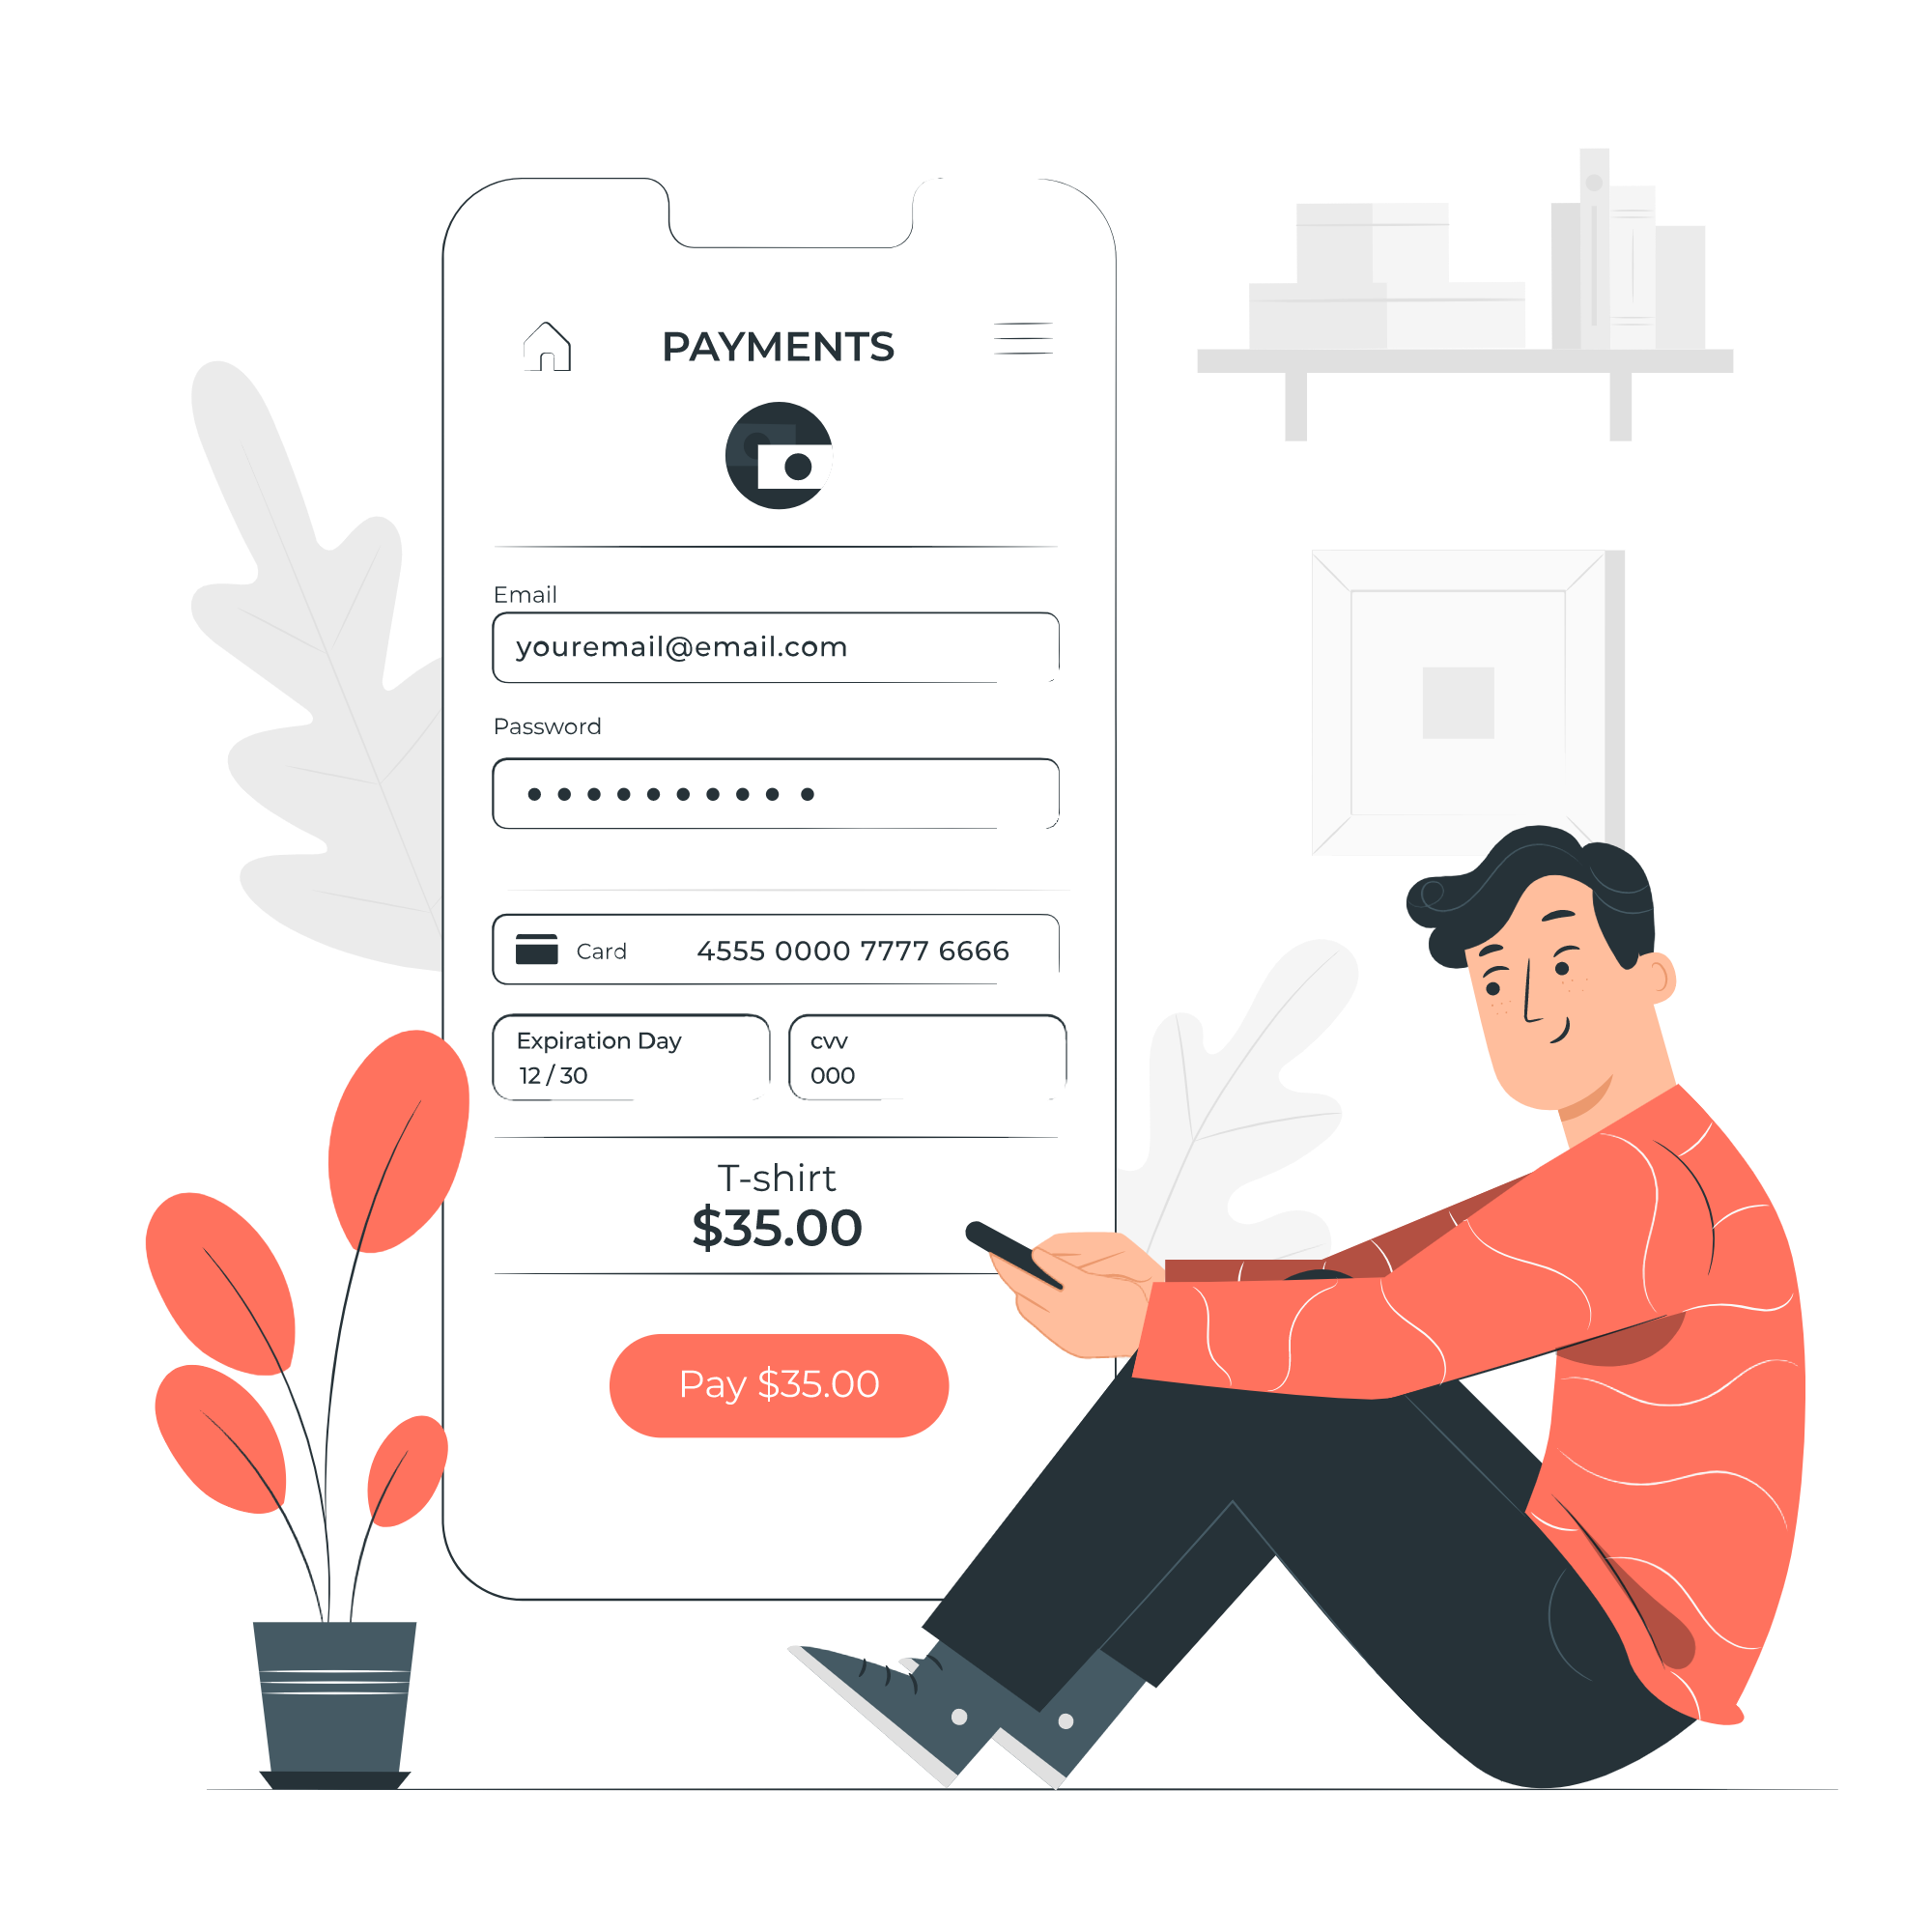 PAYMENTS
Email
youremail@email.com
Password
Card 4555 0000 7777 6666
Expiration Day
12 / 30
cvv
000
T-shirt
$35.00
Pay $35.00